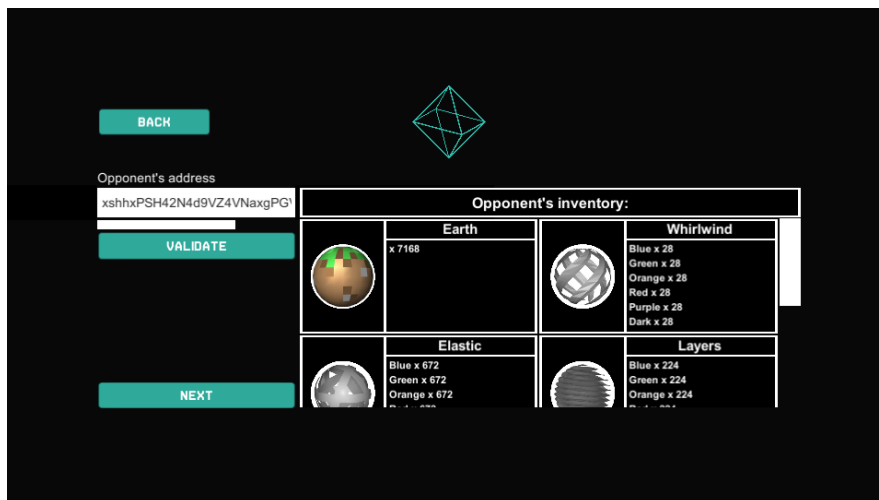 BACK
Opponent's address
xshhxPSH42N4d9VZ4VNaxgPG
VALIDATE
NEXT
Opponent's inventory:
Earth
x 7168
Whirlwind
Blue x 28
Green x 28
Orange x 28
Red x 28
Purple x 28
Dark x 28
Elastic
Blue x 672
Green x 672
Orange x 672
Layers
Blue x 224
Green x 224
Orange x 224